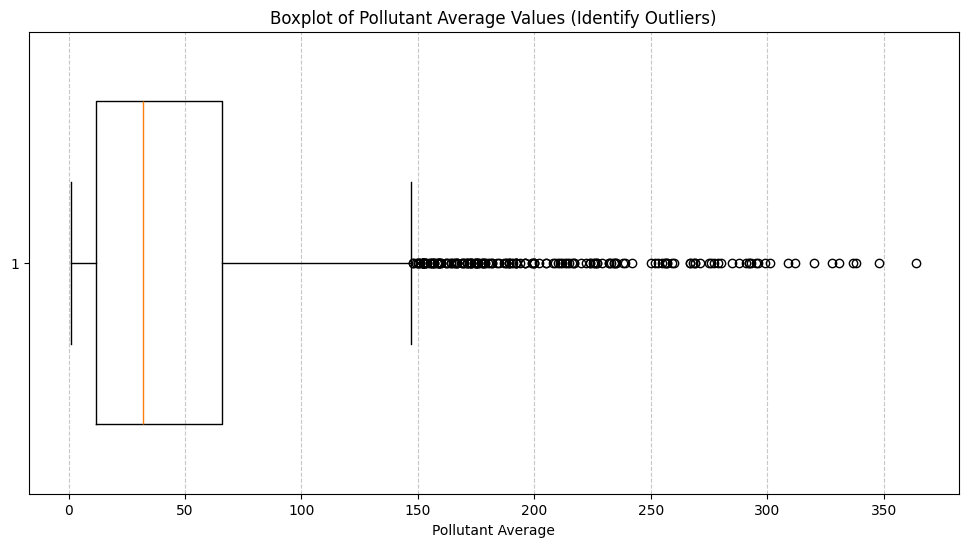 Boxplot of Pollutant Average Values (Identify Outliers)
1
0 50 100 150 200 250 300 350
Pollutant Average